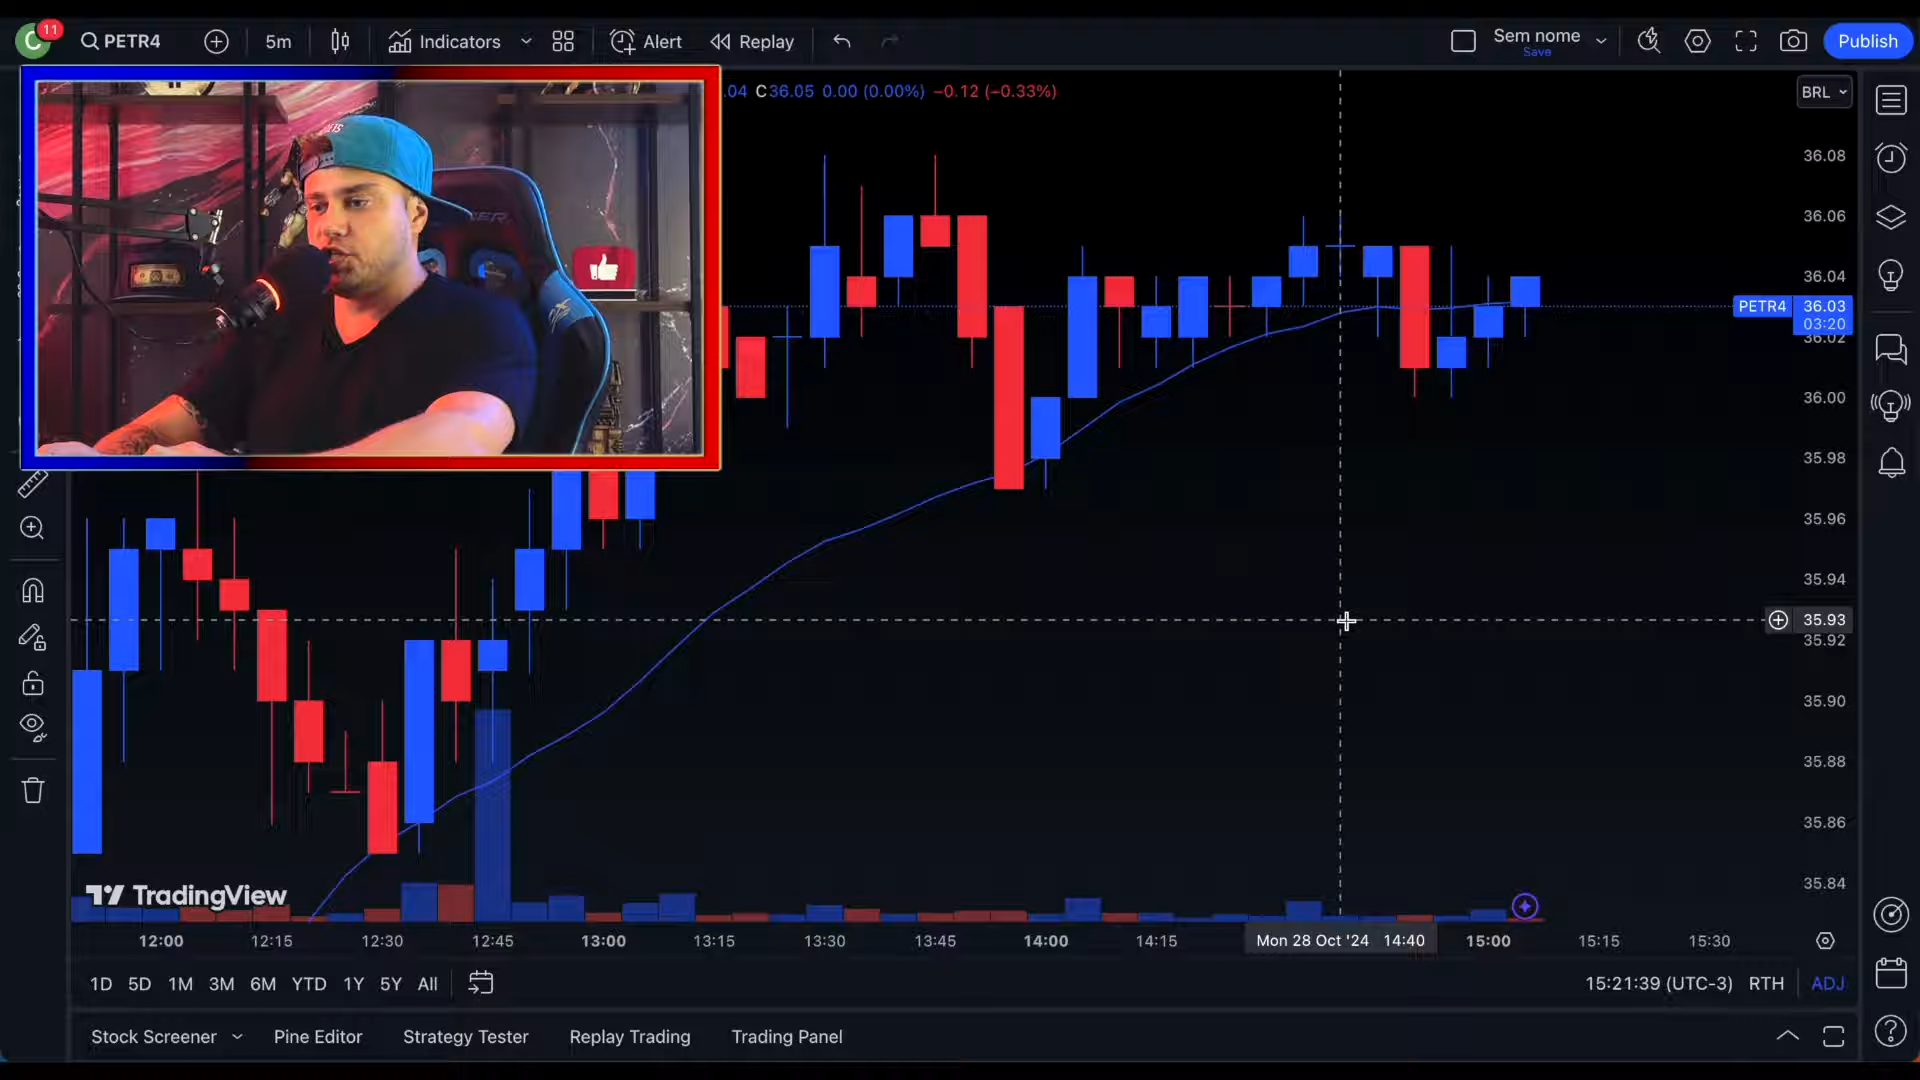 C 11 PETR4 5m Indicators Alert Replay Sem nome Publish
Save
.04 C36.05 0.00 (0.00%) −0.12 (−0.33%) BRL
36.08
36.06
36.04
PETR4 36.03
03:20
36.02
36.00
35.98
35.96
35.94
35.93
35.92
35.90
35.88
35.86
35.84
TradingView
12:00 12:15 12:30 12:45 13:00 13:15 13:30 13:45 14:00 14:15 Mon 28 Oct '24 14:40 15:00 15:15 15:30
1D 5D 1M 3M 6M YTD 1Y 5Y All 15:21:39 (UTC-3) RTH ADJ
Stock Screener Pine Editor Strategy Tester Replay Trading Trading Panel